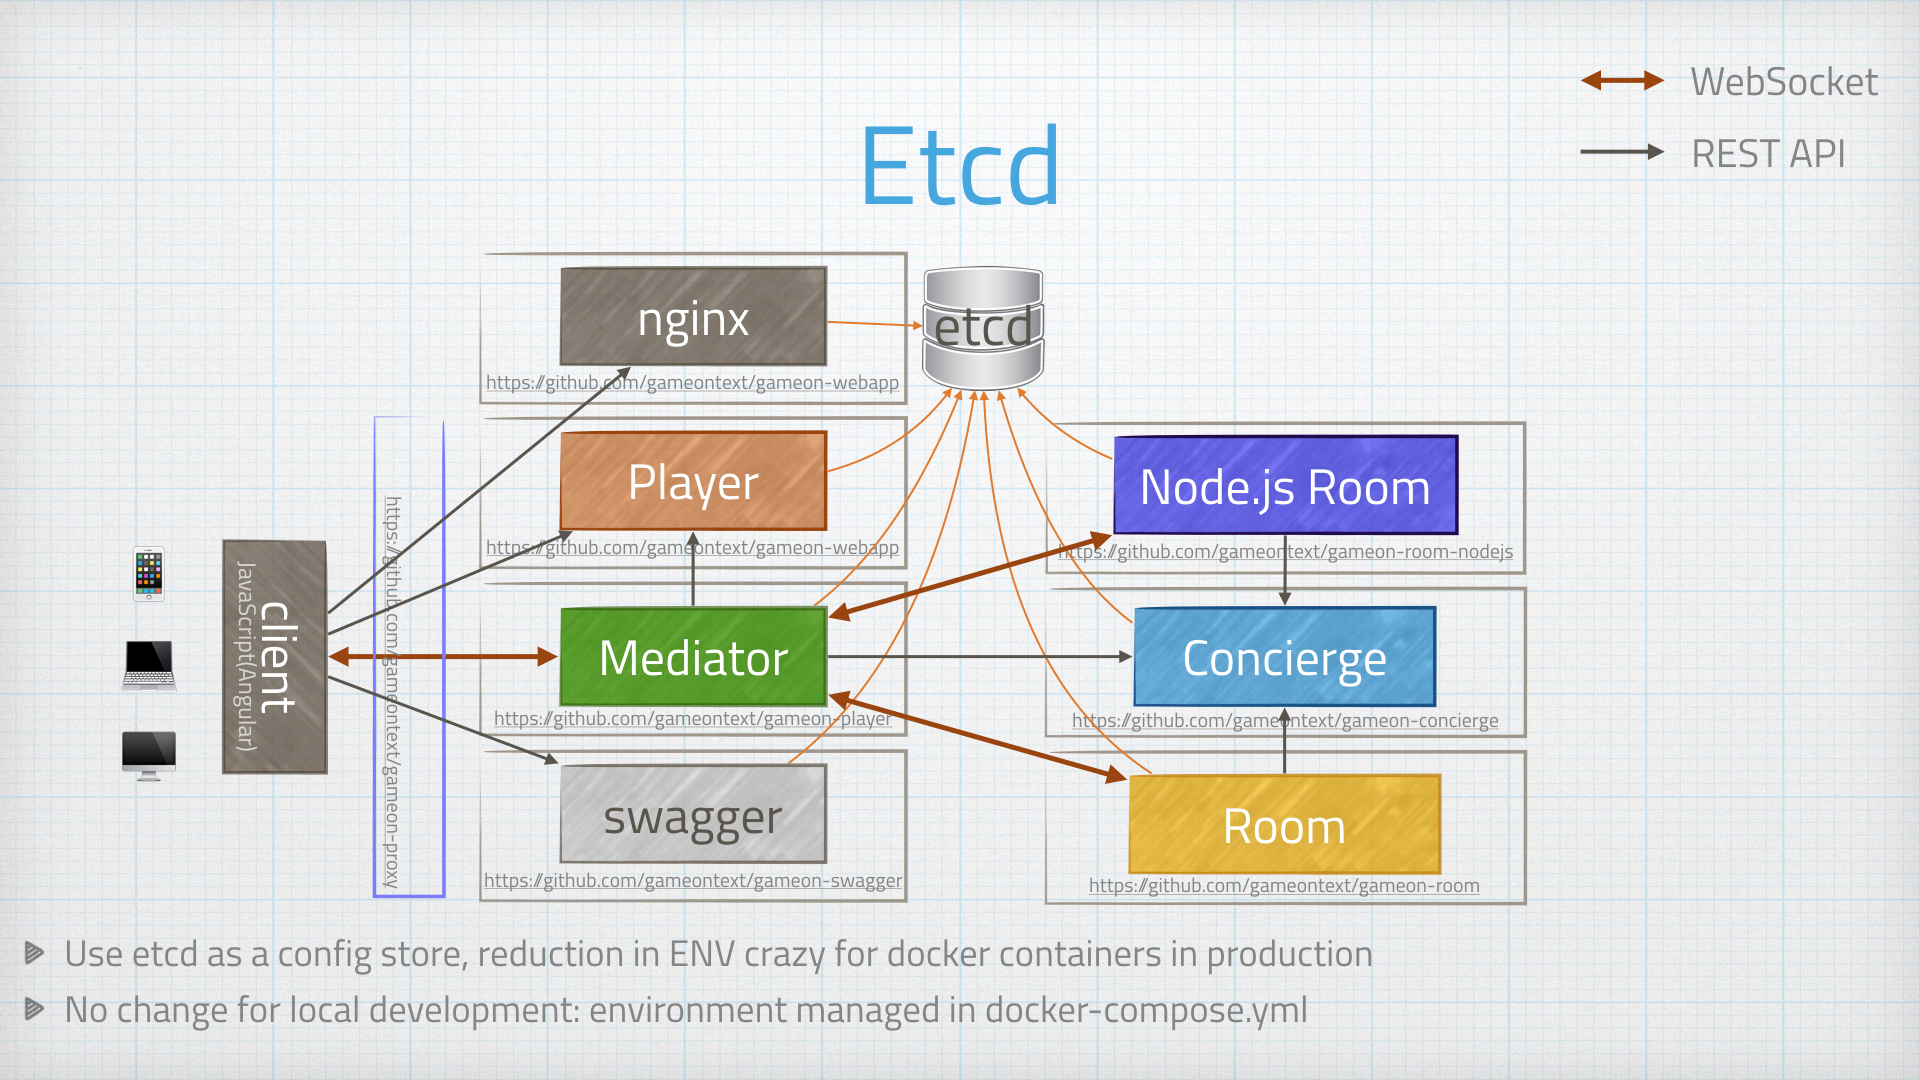 WebSocket
REST API
Etcd
nginx
https://github.com/gameontext/gameon-webapp
etcd
Player
https://github.com/gameontext/gameon-webapp
Node.js Room
https://github.com/gameontext/gameon-room-nodejs
client
JavaScript(Angular)
https://github.com/gameontext/gameon-proxy
Mediator
https://github.com/gameontext/gameon-player
Concierge
https://github.com/gameontext/gameon-concierge
swagger
https://github.com/gameontext/gameon-swagger
Room
https://github.com/gameontext/gameon-room
Use etcd as a config store, reduction in ENV crazy for docker containers in production
No change for local development: environment managed in docker-compose.yml